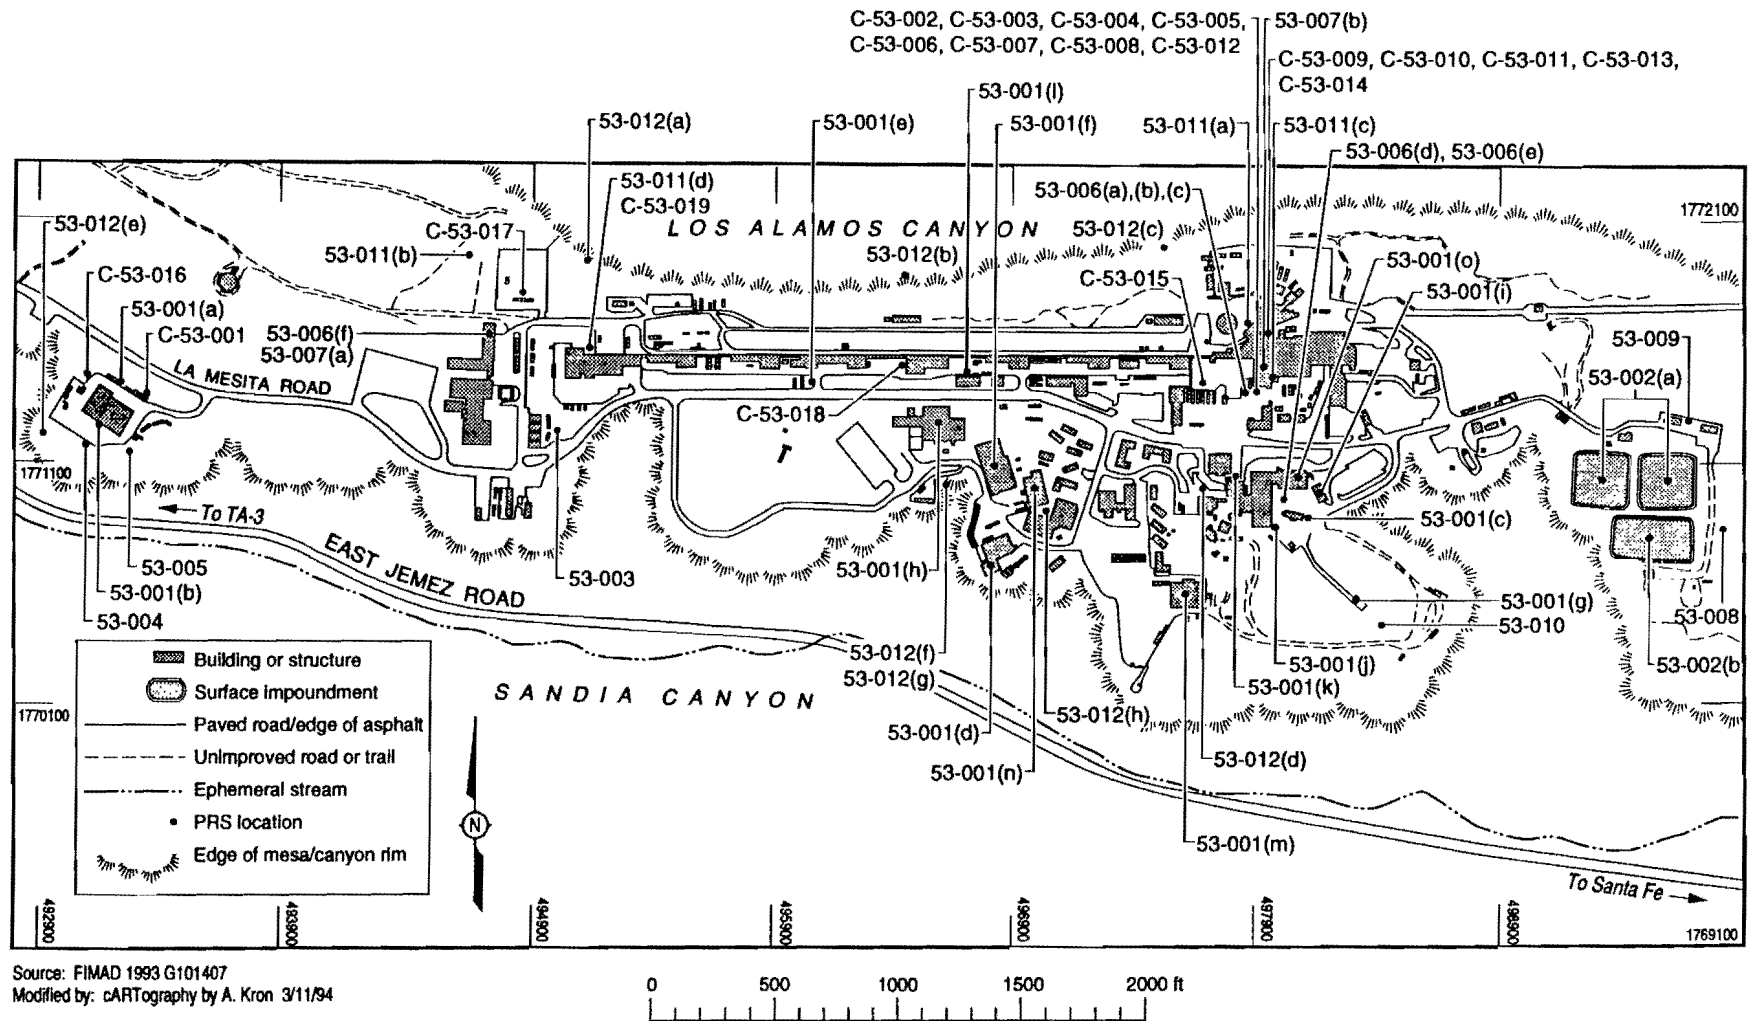 C-53-002, C-53-003, C-53-004, C-53-005,
C-53-006, C-53-007, C-53-008, C-53-012
53-007(b)
C-53-009, C-53-010, C-53-011, C-53-013,
C-53-014
53-001(l)
53-012(a)
53-001(e)
53-001(f)
53-011(a)
53-011(c)
53-006(d), 53-006(e)
53-011(d)
C-53-019
53-006(a),(b),(c)
1772100
53-012(e)
C-53-017
LOS ALAMOS CANYON
53-012(c)
53-011(b)
53-012(b)
53-001(o)
C-53-016
C-53-015
53-001(i)
53-001(a)
C-53-001
53-006(f)
53-007(a)
53-009
LA MESITA ROAD
53-002(a)
C-53-018
1771100
To TA-3
53-001(c)
EAST JEMEZ ROAD
53-005
53-001(b)
53-004
53-003
53-001(h)
53-001(g)
53-010
53-008
53-012(f)
53-012(g)
53-001(j)
53-002(b)
53-001(k)
SANDIA CANYON
53-012(h)
53-001(d)
53-012(d)
53-001(n)
53-001(m)
1770100
Building or structure
Surface impoundment
Paved road/edge of asphalt
Unimproved road or trail
Ephemeral stream
PRS location
Edge of mesa/canyon rim
N
To Santa Fe
492900
493900
494900
495900
496900
497900
498900
1769100
Source: FIMAD 1993 G101407
Modified by: cARTography by A. Kron 3/11/94
0 500 1000 1500 2000 ft